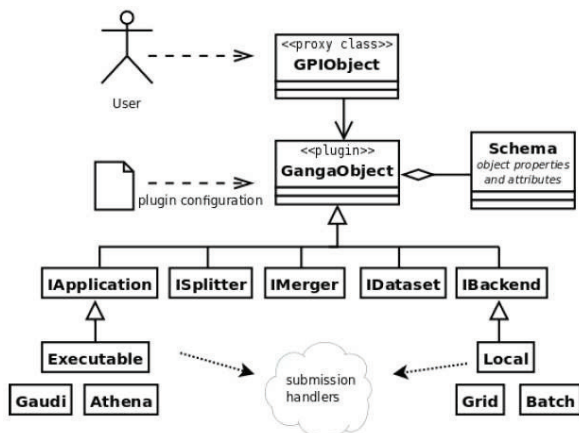 <<proxy class>>
GPIObject
User
<<plugin>>
GangaObject
Schema
object properties
and attributes
plugin configuration
IApplication
ISplitter
IMerger
IDataset
IBackend
Executable
submission
handlers
Local
Gaudi
Athena
Grid
Batch